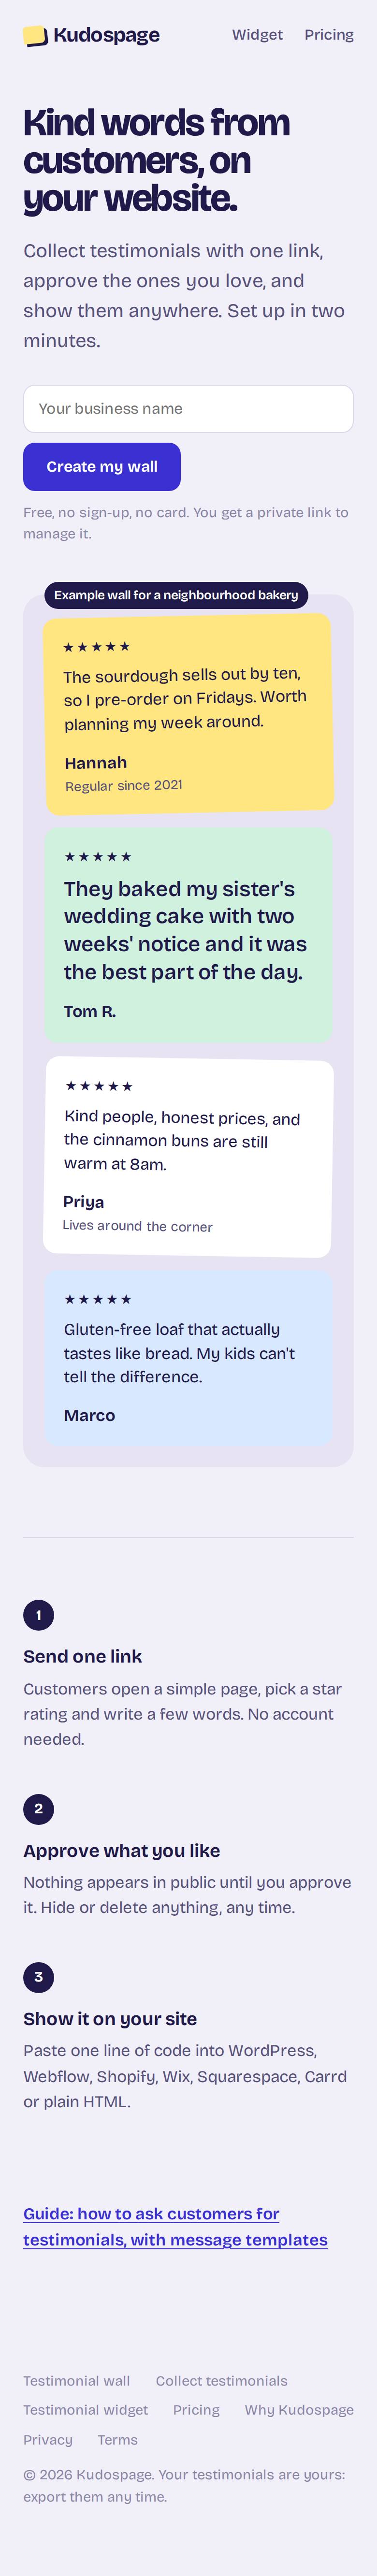 Kudospage
Widget Pricing
Kind words from
customers, on
your website.
Collect testimonials with one link,
approve the ones you love, and
show them anywhere. Set up in two
minutes.
Your business name
Create my wall
Free, no sign-up, no card. You get a private link to
manage it.
Example wall for a neighbourhood bakery
★★★★★
The sourdough sells out by ten,
so I pre-order on Fridays. Worth
planning my week around.
Hannah
Regular since 2021
★★★★★
They baked my sister's
wedding cake with two
weeks' notice and it was
the best part of the day.
Tom R.
★★★★★
Kind people, honest prices, and
the cinnamon buns are still
warm at 8am.
Priya
Lives around the corner
★★★★★
Gluten-free loaf that actually
tastes like bread. My kids can't
tell the difference.
Marco
1
Send one link
Customers open a simple page, pick a star
rating and write a few words. No account
needed.
2
Approve what you like
Nothing appears in public until you approve
it. Hide or delete anything, any time.
3
Show it on your site
Paste one line of code into WordPress,
Webflow, Shopify, Wix, Squarespace, Carrd
or plain HTML.
Guide: how to ask customers for
testimonials, with message templates
Testimonial wall Collect testimonials
Testimonial widget Pricing Why Kudospage
Privacy Terms
© 2026 Kudospage. Your testimonials are yours:
export them any time.